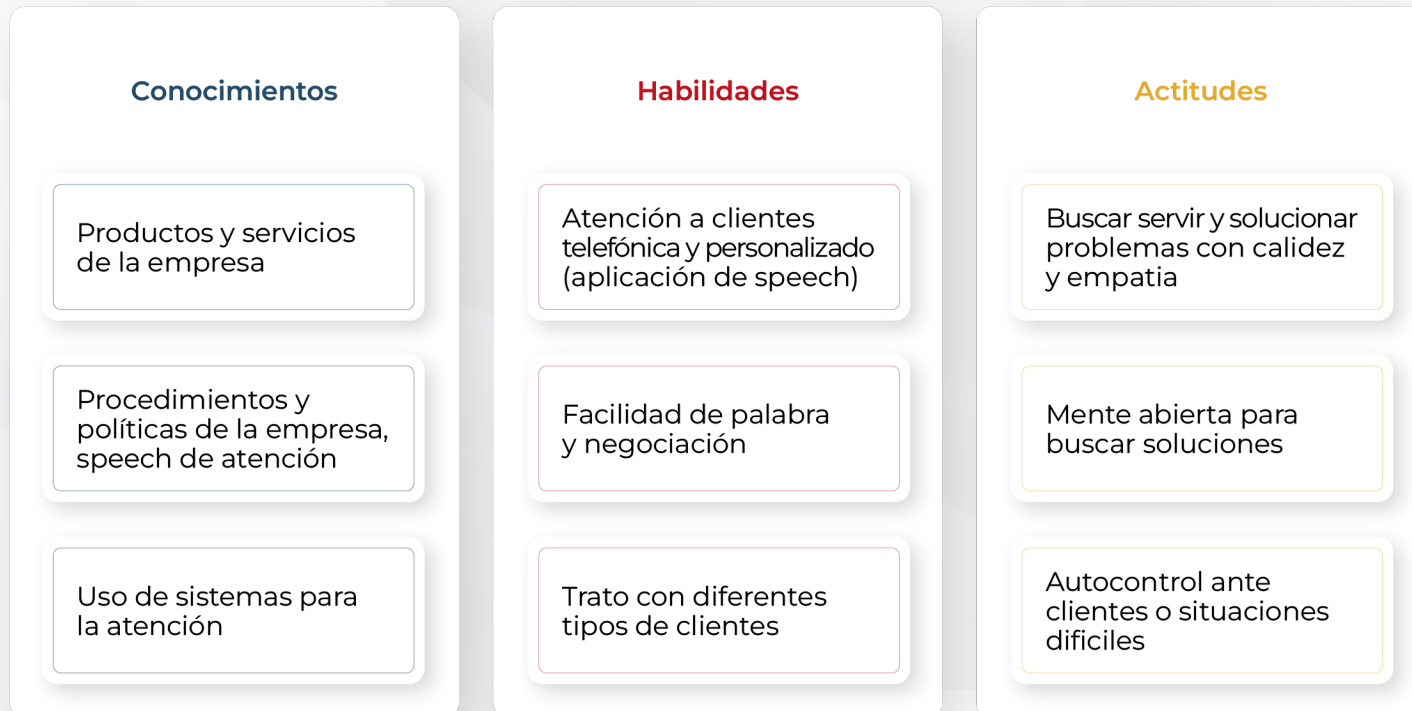 Conocimientos
Productos y servicios
de la empresa
Procedimientos y
políticas de la empresa,
speech de atención
Uso de sistemas para
la atención
Habilidades
Atención a clientes
telefónica y personalizado
(aplicación de speech)
Facilidad de palabra
y negociación
Trato con diferentes
tipos de clientes
Actitudes
Buscar servir y solucionar
problemas con calidez
y empatia
Mente abierta para
buscar soluciones
Autocontrol ante
clientes o situaciones
dificiles